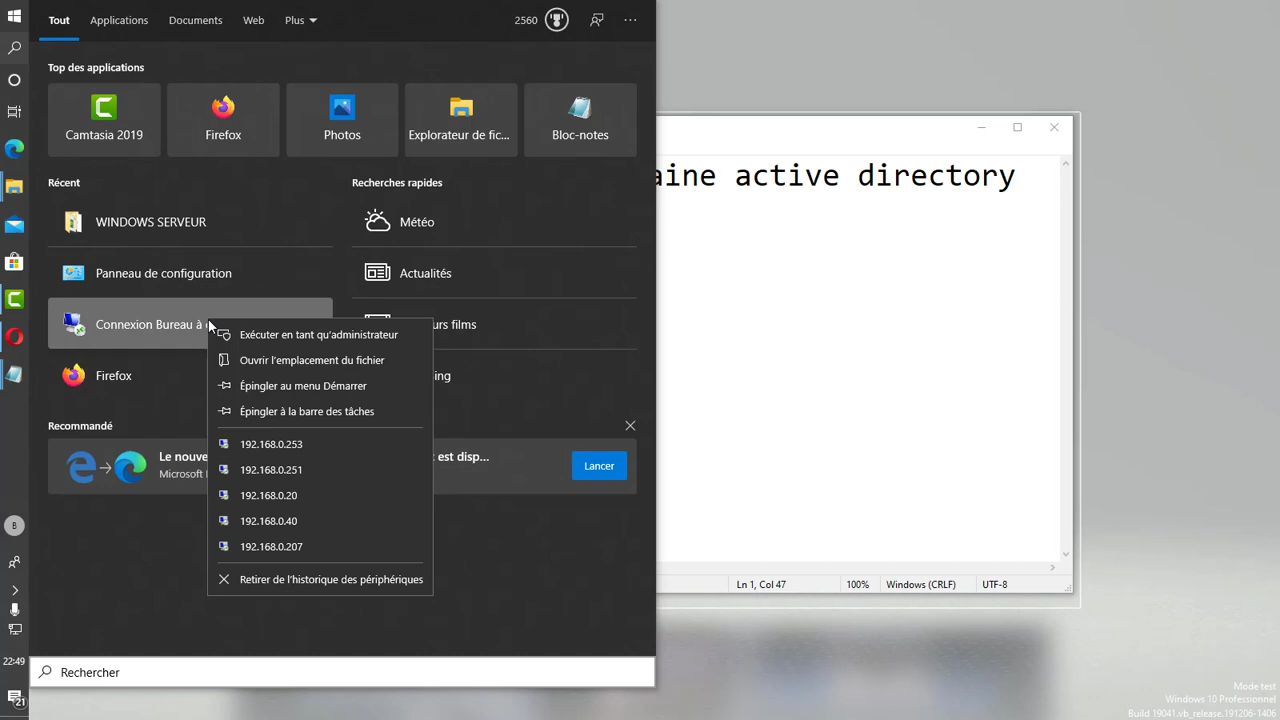 Tout Applications Documents Web Plus 2560 ...
Top des applications
Camtasia 2019 Firefox Photos Explorateur de fic... Bloc-notes
Récent Recherches rapides
WINDOWS SERVEUR Météo
Panneau de configuration Actualités
Connexion Bureau à films
Firefox
Exécuter en tant qu'administrateur
Ouvrir l'emplacement du fichier
Épingler au menu Démarrer
Épingler à la barre des tâches
192.168.0.253
192.168.0.251
192.168.0.20
192.168.0.40
192.168.0.207
Retirer de l'historique des périphériques
Recommandé
Le est disp...
Microsoft
Lancer
Rechercher
active directory
Ln 1, Col 47 100% Windows (CRLF) UTF-8
B
22:49
21
Mode test
Windows 10 Professionnel
Build 19041.vb_release.191206-1406